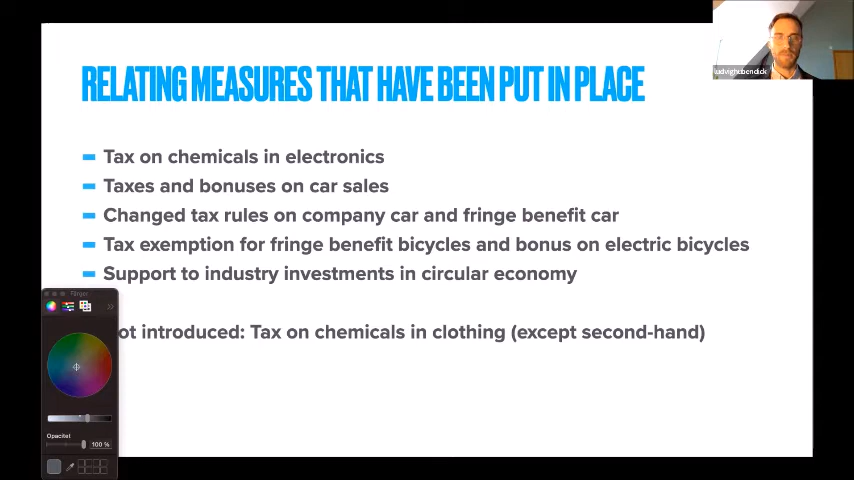 RELATING MEASURES THAT HAVE BEEN PUT IN PLACE
Tax on chemicals in electronics
Taxes and bonuses on car sales
Changed tax rules on company car and fringe benefit car
Tax exemption for fringe benefit bicycles and bonus on electric bicycles
Support to industry investments in circular economy
ot introduced: Tax on chemicals in clothing (except second-hand)
Färger
Opacitet
100 %